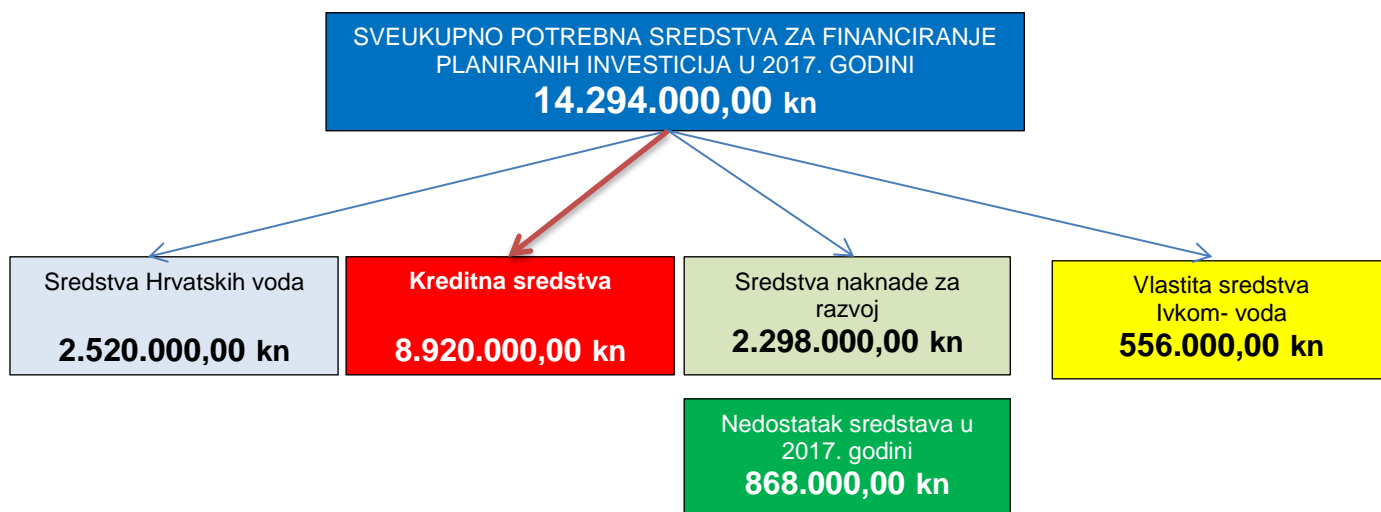 SVEUKUPNO POTREBNA SREDSTVA ZA FINANCIRANJE
PLANIRANIH INVESTICIJA U 2017. GODINI
14.294.000,00 kn
Sredstva Hrvatskih voda
2.520.000,00 kn
Kreditna sredstva
8.920.000,00 kn
Sredstva naknade za
razvoj
2.298.000,00 kn
Vlastita sredstva
Ivkom- voda
556.000,00 kn
Nedostatak sredstava u
2017. godini
868.000,00 kn